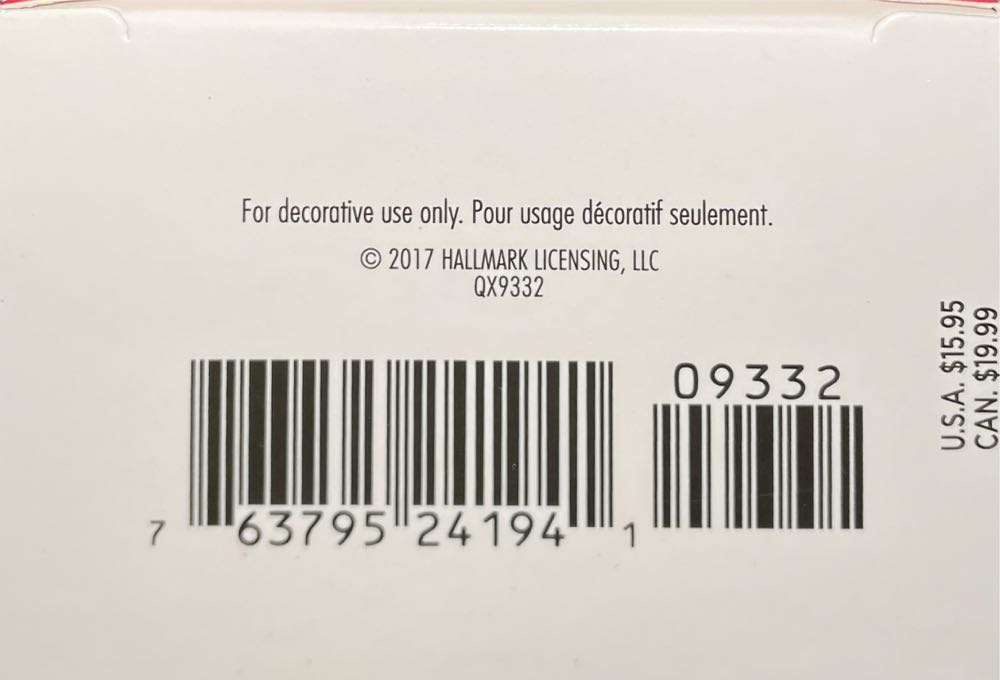 For decorative use only. Pour usage décoratif seulement.
© 2017 HALLMARK LICENSING, LLC
QX9332
09332
7 63795 24194 1
U.S.A. $15.95
CAN. $19.99